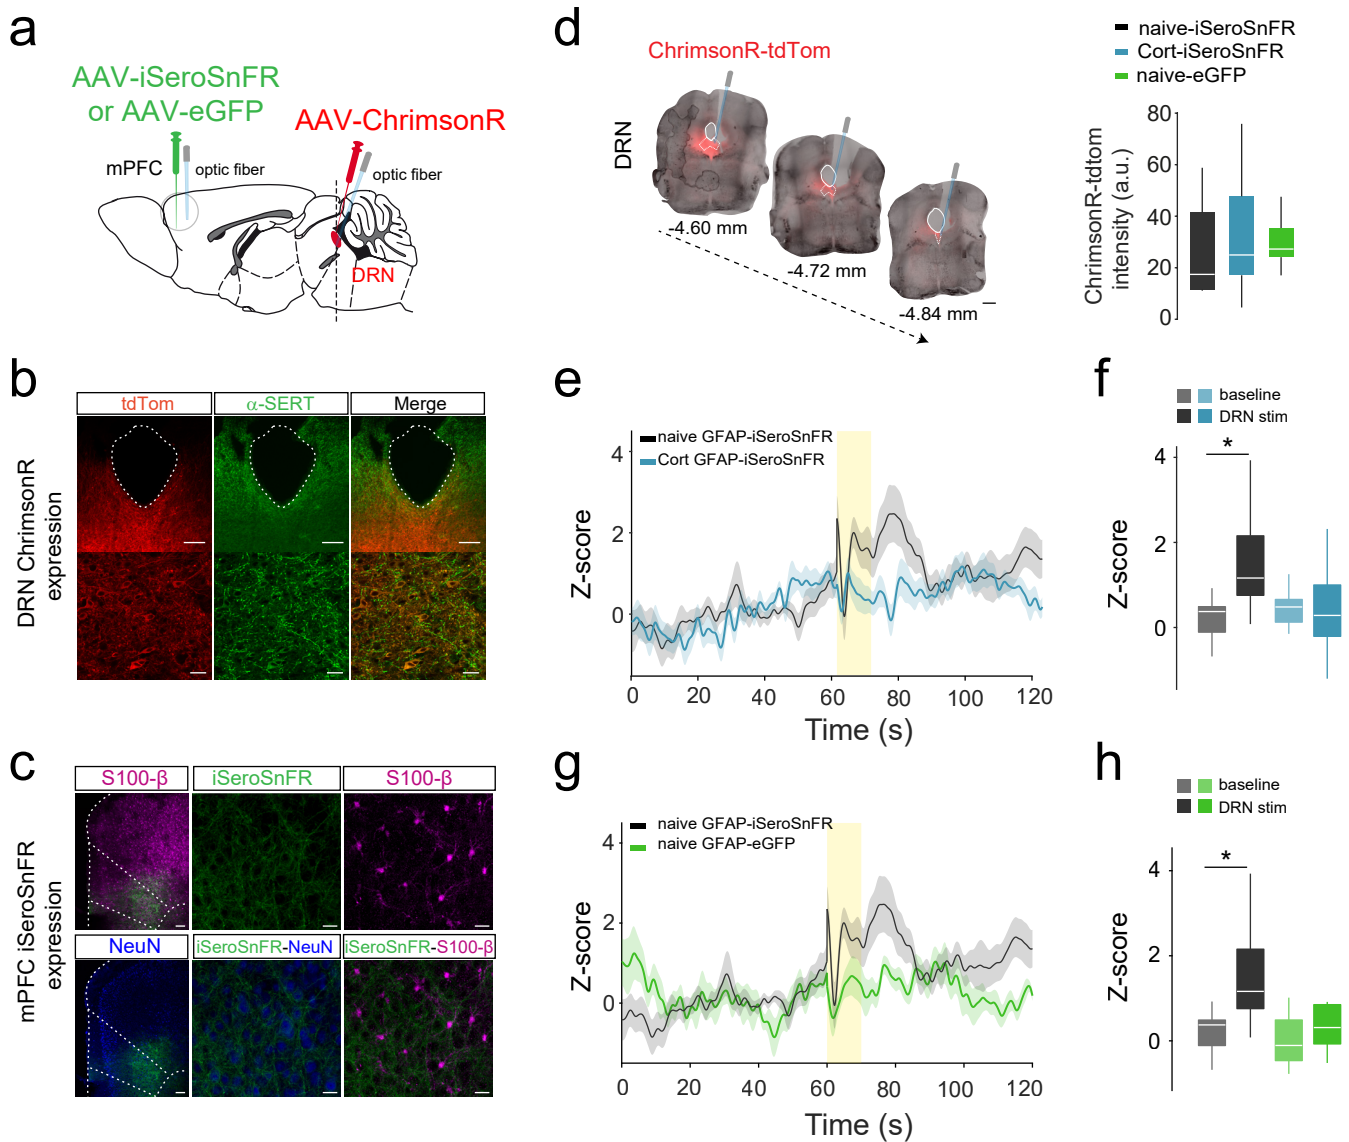 a
AAV-iSeroSnFR
or AAV-eGFP
AAV-ChrimsonR
mPFC
optic fiber
optic fiber
DRN
b
DRN ChrimsonR
expression
tdTom
α-SERT
Merge
c
mPFC iSeroSnFR
expression
S100-β
iSeroSnFR
S100-β
NeuN
iSeroSnFR-NeuN
iSeroSnFR-S100-β
d
ChrimsonR-tdTom
DRN
-4.60 mm
-4.72 mm
-4.84 mm
naive-iSeroSnFR
Cort-iSeroSnFR
naive-eGFP
ChrimsonR-tdtom
intensity (a.u.)
80
60
40
20
0
e
naive GFAP-iSeroSnFR
Cort GFAP-iSeroSnFR
Z-score
4
2
0
0 20 40 60 80 100 120
Time (s)
f
baseline
DRN stim
*
Z-score
4
2
0
g
naive GFAP-iSeroSnFR
naive GFAP-eGFP
Z-score
4
2
0
0 20 40 60 80 100 120
Time (s)
h
baseline
DRN stim
*
Z-score
4
2
0